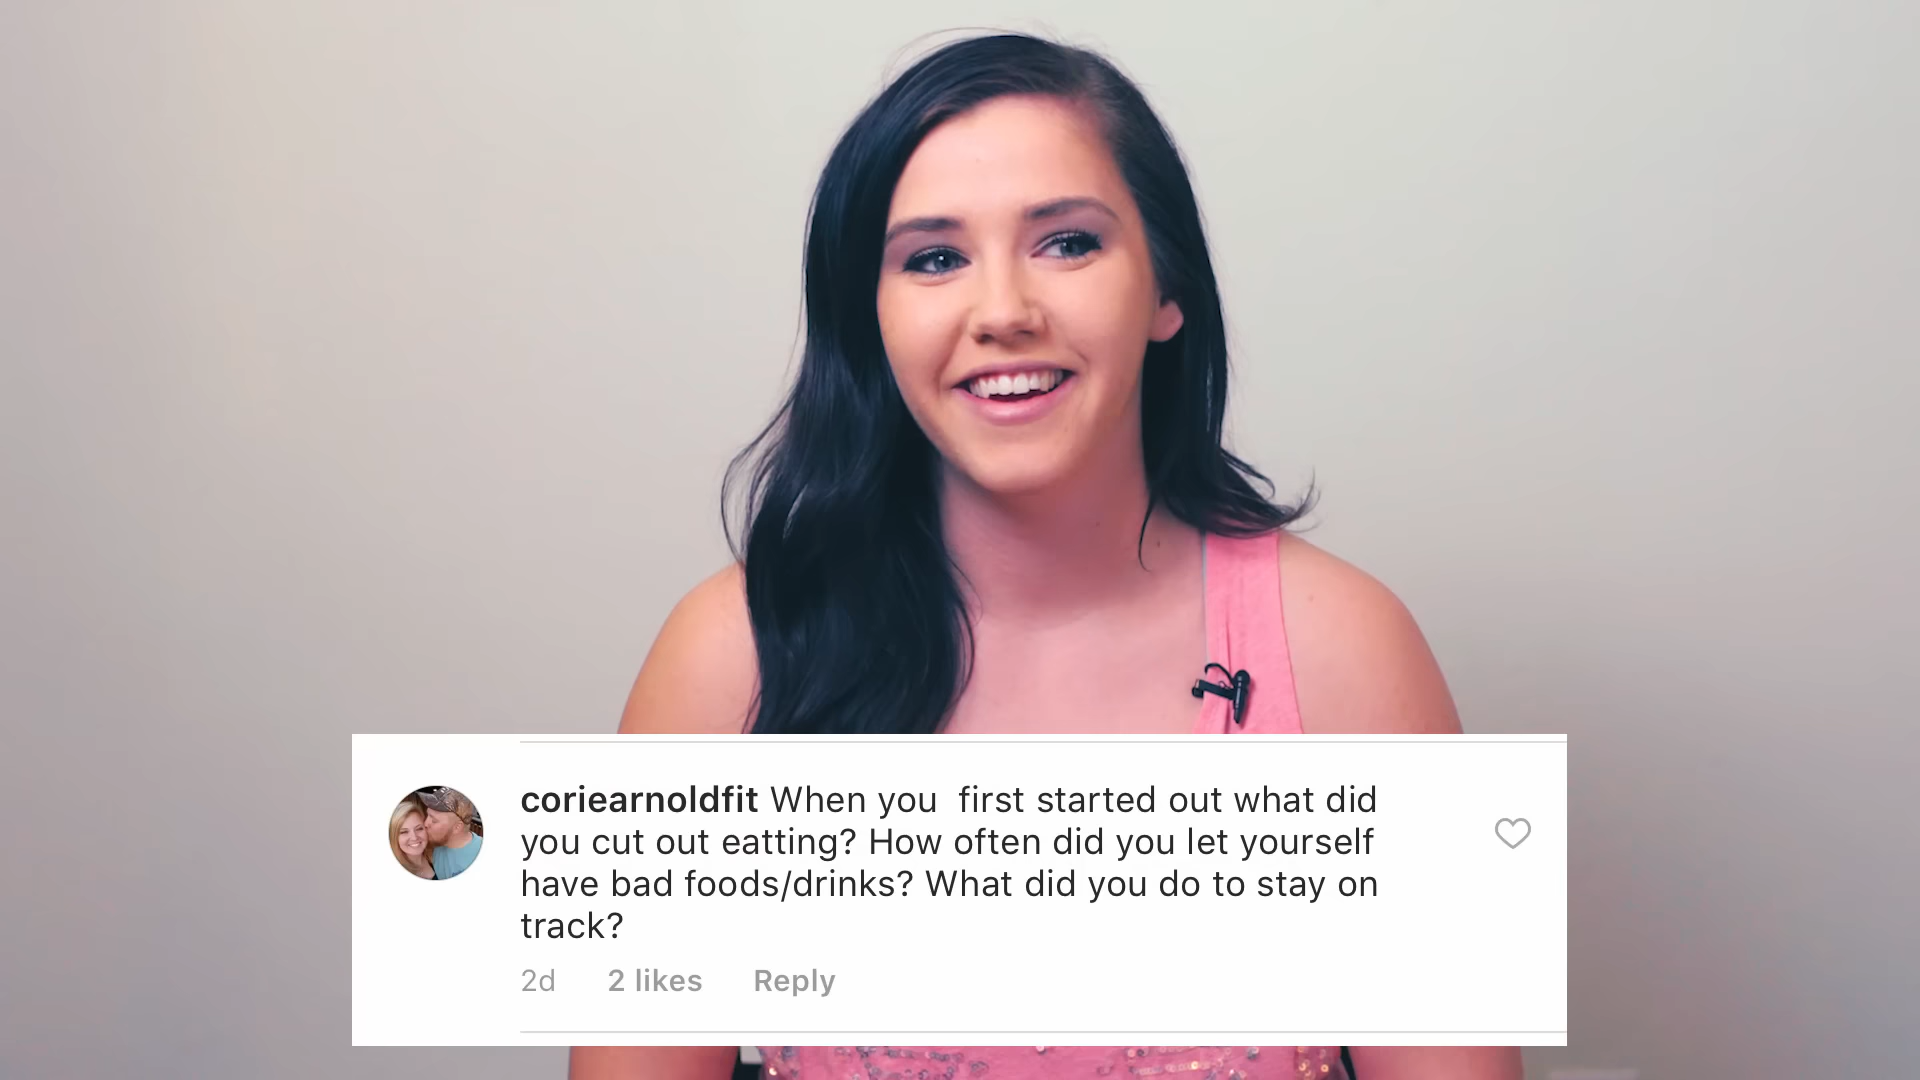 coriearnoldfit When you  first started out what did
you cut out eatting? How often did you let yourself
have bad foods/drinks? What did you do to stay on
track?
2d 2 likes Reply